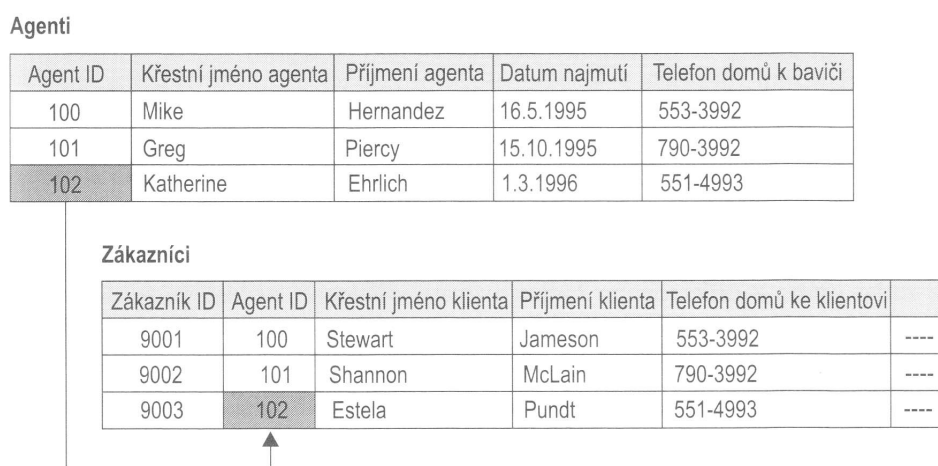 Agenti
Agent ID Křestní jméno agenta Příjmení agenta Datum najmutí Telefon domů k baviči
100 Mike Hernandez 16.5.1995 553-3992
101 Greg Piercy 15.10.1995 790-3992
102 Katherine Ehrlich 1.3.1996 551-4993
Zákazníci
Zákazník ID Agent ID Křestní jméno klienta Příjmení klienta Telefon domů ke klientovi
9001 100 Stewart Jameson 553-3992 ----
9002 101 Shannon McLain 790-3992 ----
9003 102 Estela Pundt 551-4993 ----